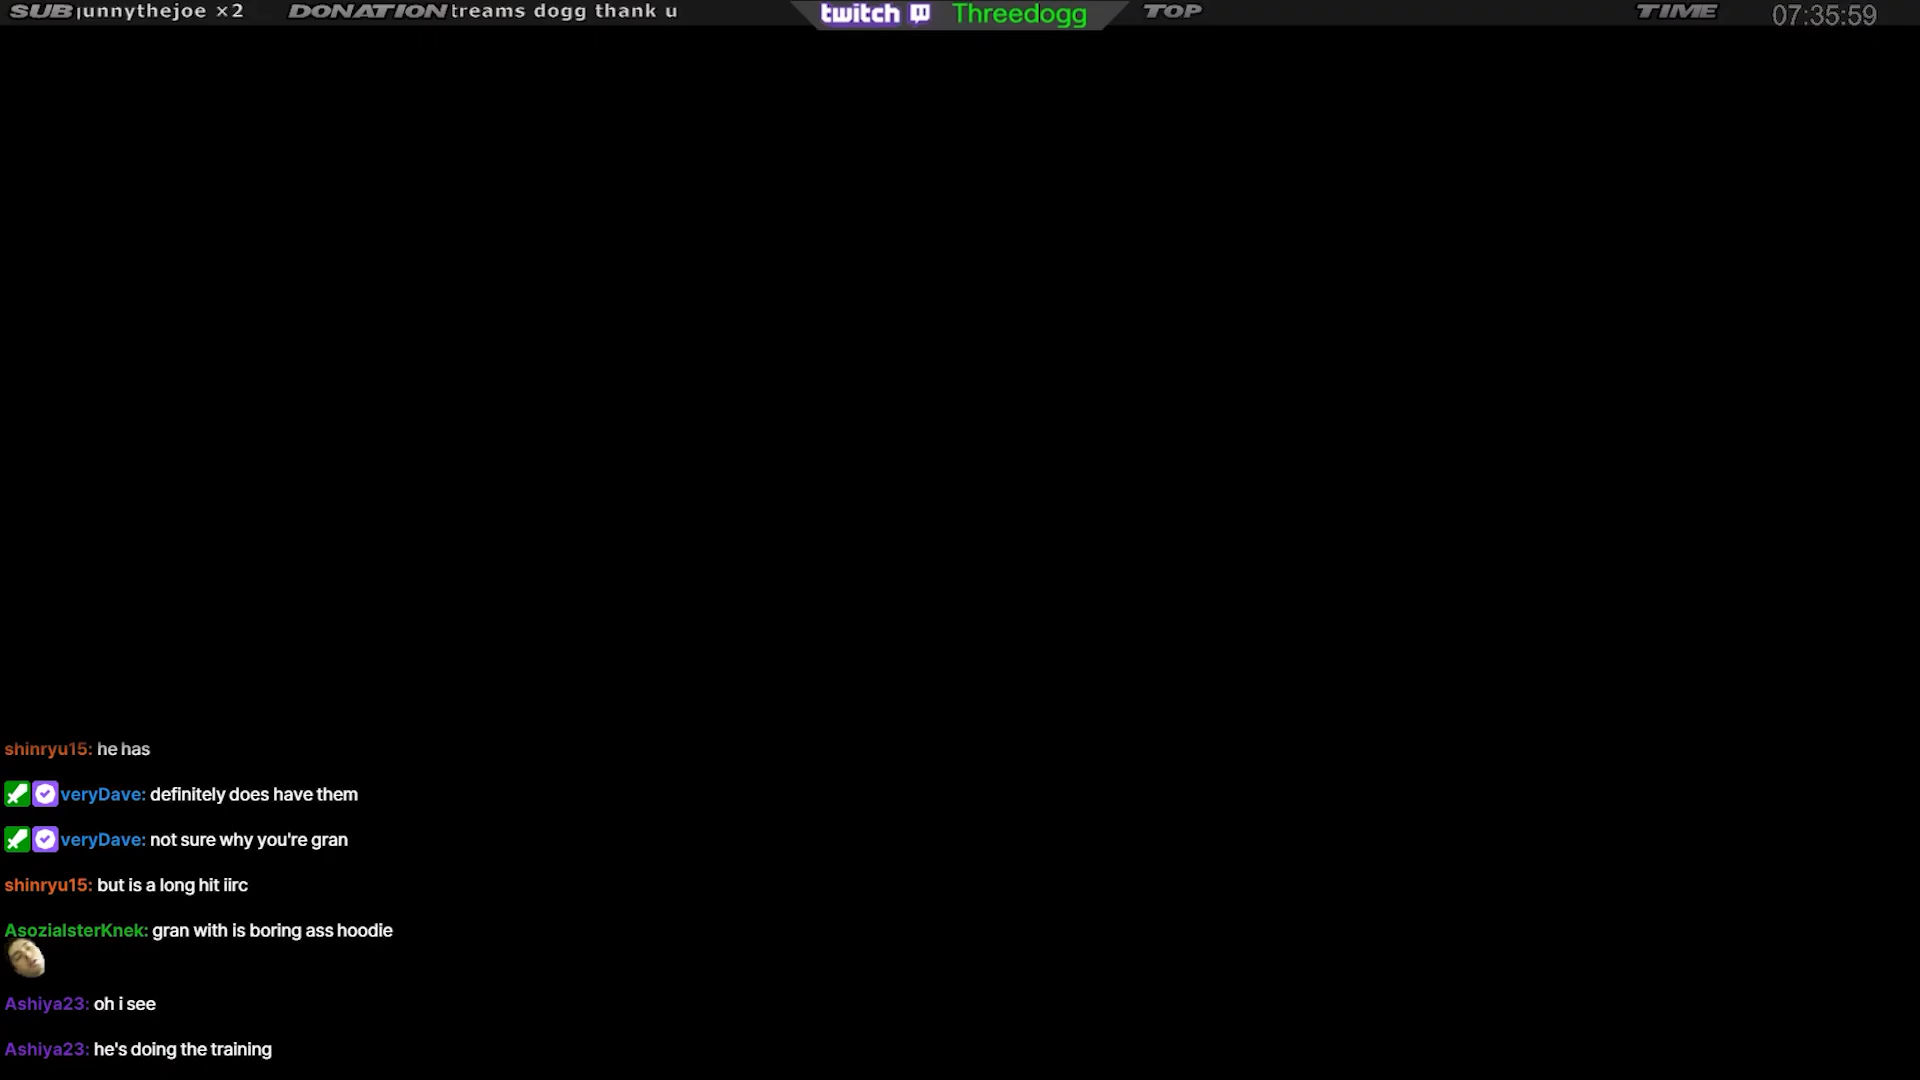 SUB junnythejoe ×2 DONATION treams dogg thank u twitch Threedogg TOP TIME 07:35:59
shinryu15: he has
veryDave: definitely does have them
veryDave: not sure why you're gran
shinryu15: but is a long hit iirc
AsozialsterKnek: gran with is boring ass hoodie
Ashiya23: oh i see
Ashiya23: he's doing the training